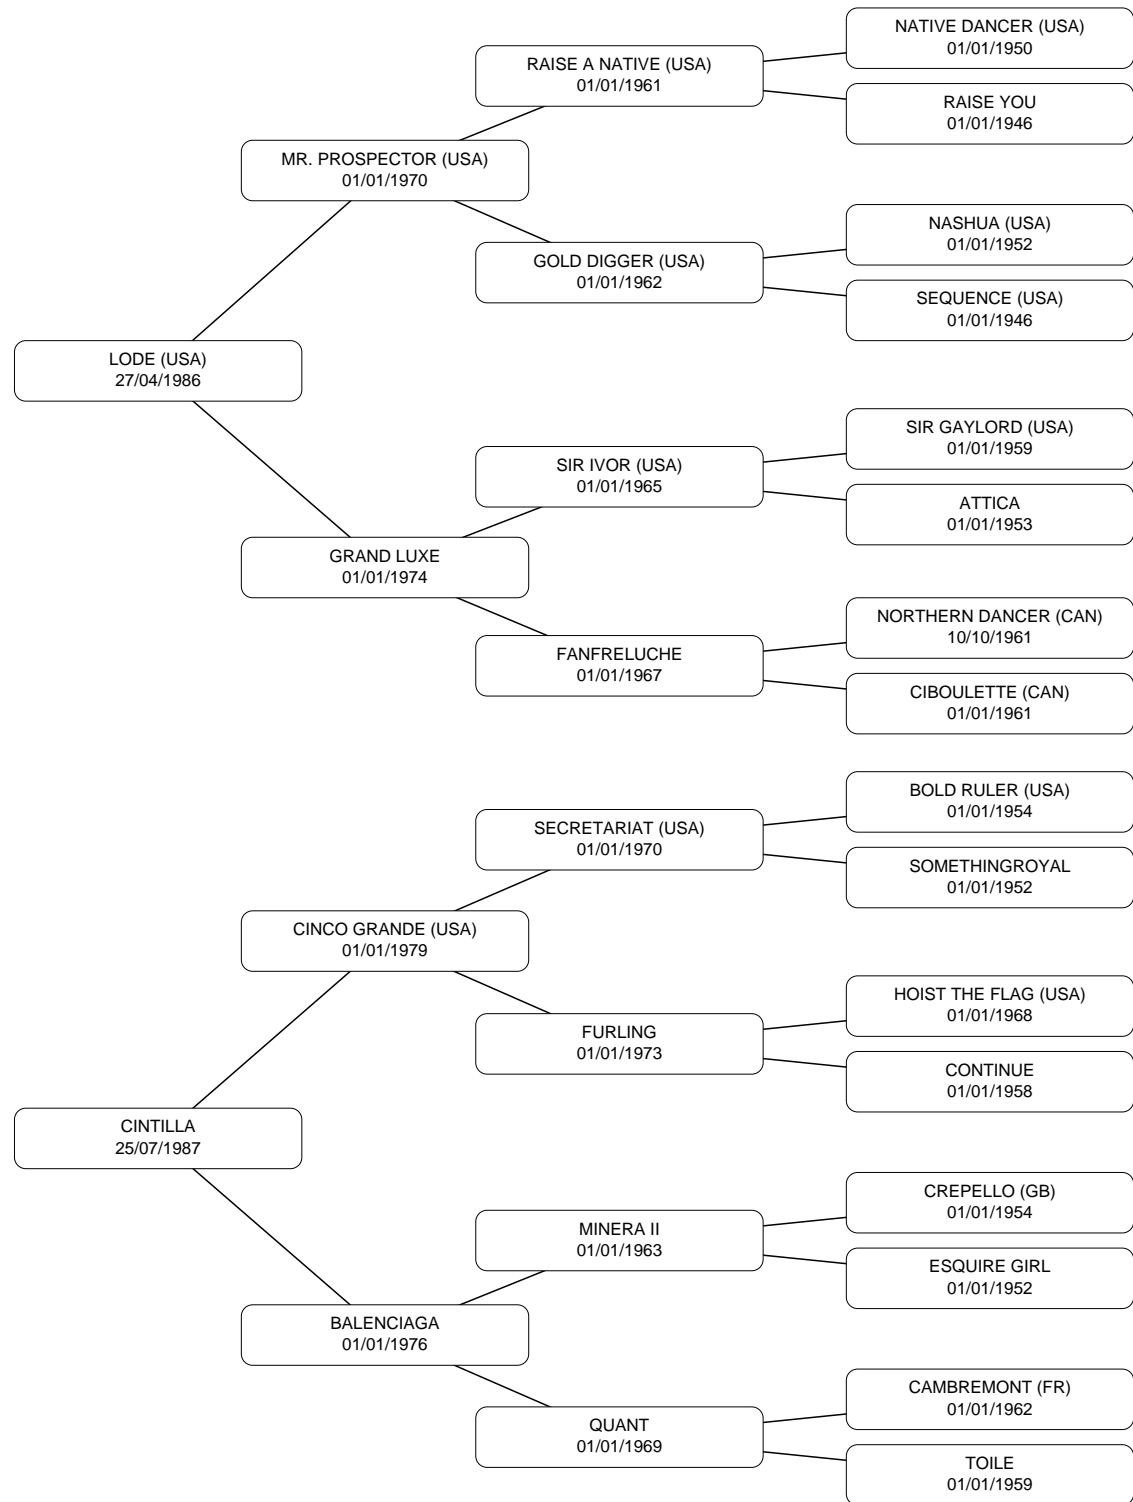 NATIVE DANCER (USA)
01/01/1950
RAISE A NATIVE (USA)
01/01/1961
RAISE YOU
01/01/1946
MR. PROSPECTOR (USA)
01/01/1970
NASHUA (USA)
01/01/1952
GOLD DIGGER (USA)
01/01/1962
SEQUENCE (USA)
01/01/1946
LODE (USA)
27/04/1986
SIR GAYLORD (USA)
01/01/1959
SIR IVOR (USA)
01/01/1965
ATTICA
01/01/1953
GRAND LUXE
01/01/1974
NORTHERN DANCER (CAN)
10/10/1961
FANFRELUCHE
01/01/1967
CIBOULETTE (CAN)
01/01/1961
BOLD RULER (USA)
01/01/1954
SECRETARIAT (USA)
01/01/1970
SOMETHINGROYAL
01/01/1952
CINCO GRANDE (USA)
01/01/1979
HOIST THE FLAG (USA)
01/01/1968
FURLING
01/01/1973
CONTINUE
01/01/1958
CINTILLA
25/07/1987
CREPELLO (GB)
01/01/1954
MINERA II
01/01/1963
ESQUIRE GIRL
01/01/1952
BALENCIAGA
01/01/1976
CAMBREMONT (FR)
01/01/1962
QUANT
01/01/1969
TOILE
01/01/1959